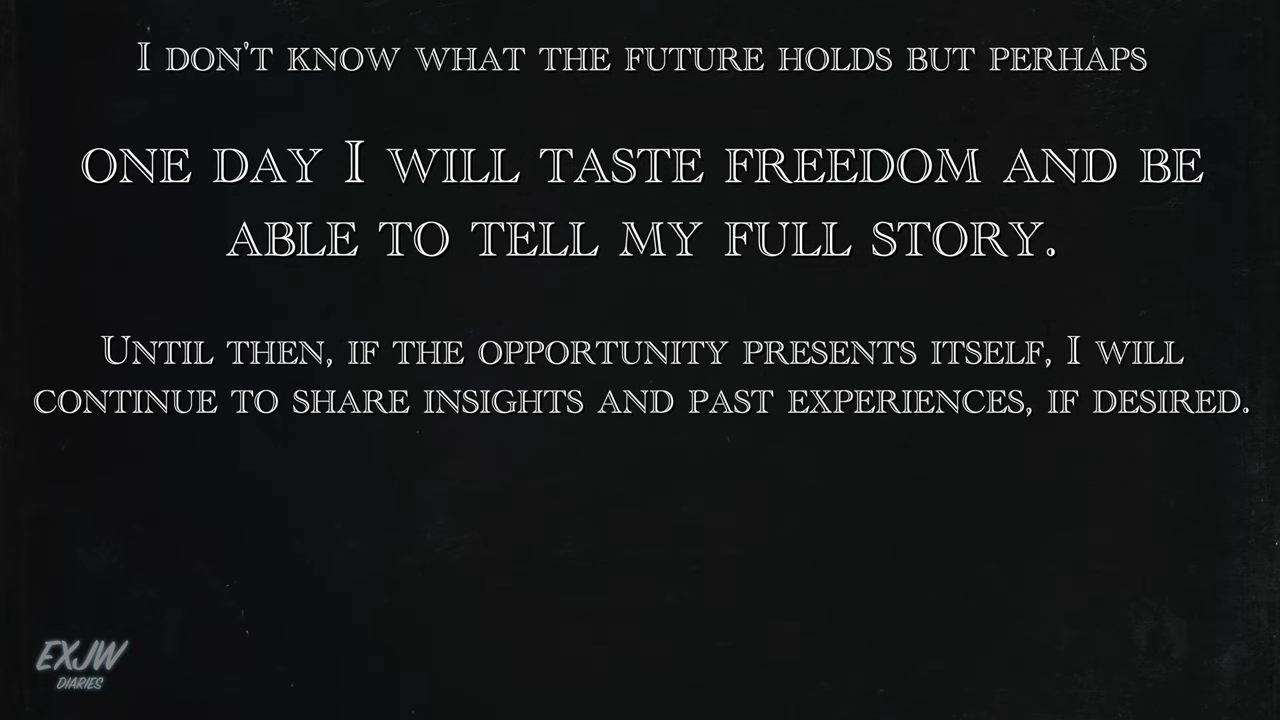 I don't know what the future holds but perhaps
one day I will taste freedom and be
able to tell my full story.
Until then, if the opportunity presents itself, I will
continue to share insights and past experiences, if desired.
EXJW
DIARIES